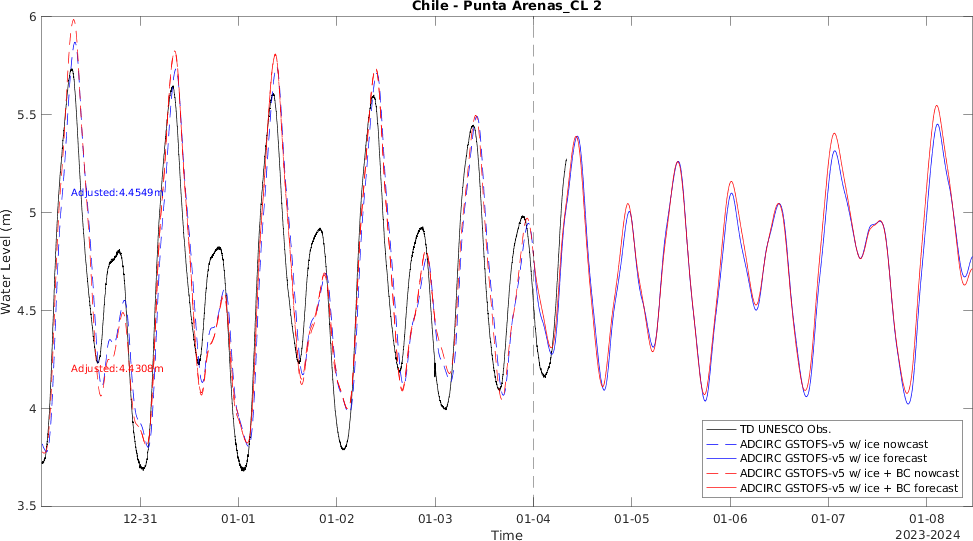 Chile - Punta Arenas_CL 2
6
5.5
5
4.5
4
3.5
Water Level (m)
Adjusted:4.4549m
Adjusted:4.4308m
TD UNESCO Obs.
ADCIRC GSTOFS-v5 w/ ice nowcast
ADCIRC GSTOFS-v5 w/ ice forecast
ADCIRC GSTOFS-v5 w/ ice + BC nowcast
ADCIRC GSTOFS-v5 w/ ice + BC forecast
12-31
01-01
01-02
01-03
01-04
01-05
01-06
01-07
01-08
Time
2023-2024